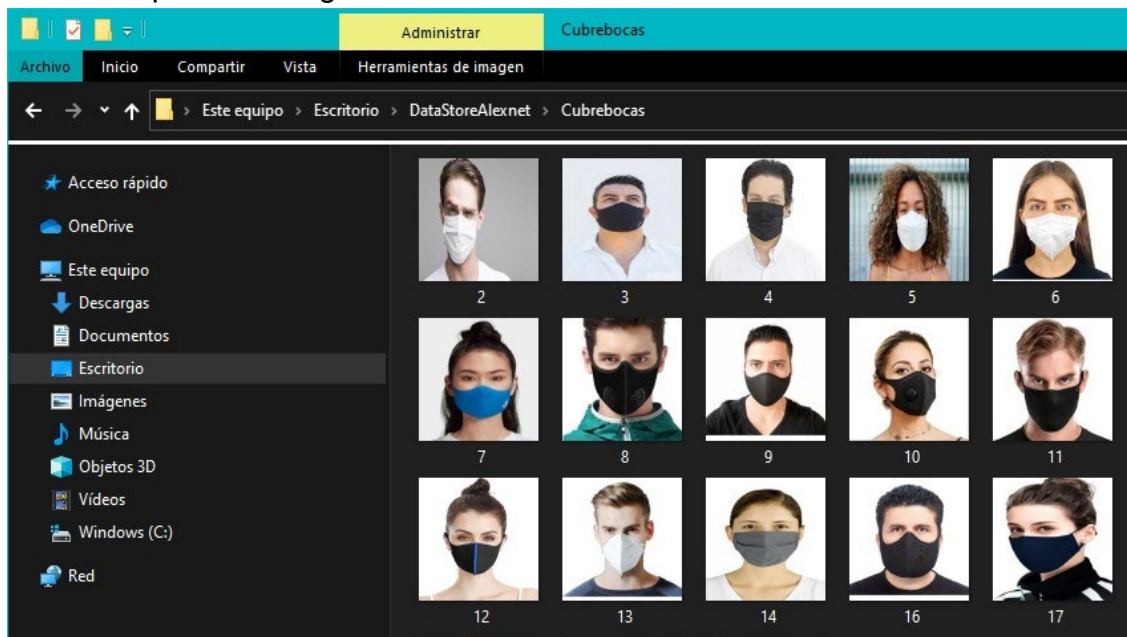 Administrar Cubrebocas
Archivo Inicio Compartir Vista Herramientas de imagen
Este equipo › Escritorio › DataStoreAlexnet › Cubrebocas
Acceso rápido
OneDrive
Este equipo
Descargas
Documentos
Escritorio
Imágenes
Música
Objetos 3D
Vídeos
Windows (C:)
Red
2 3 4 5 6
7 8 9 10 11
12 13 14 16 17